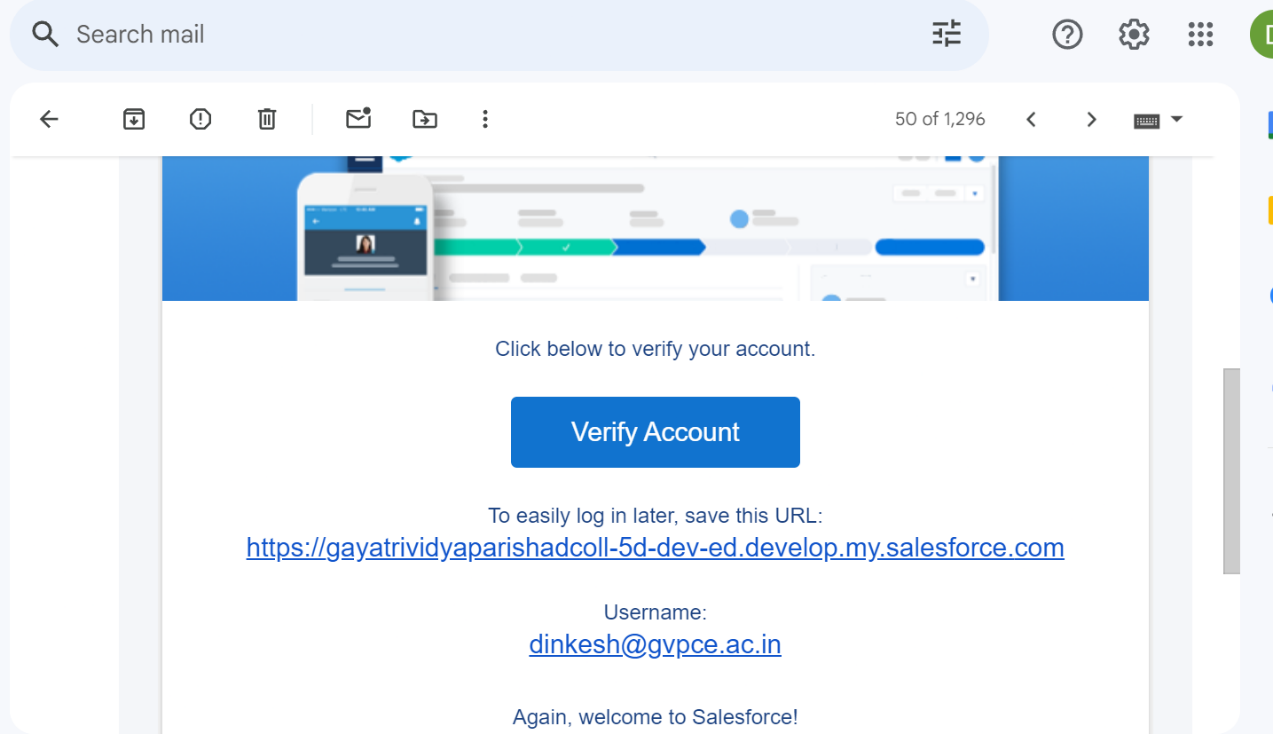 Search mail
50 of 1,296
Click below to verify your account.
Verify Account
To easily log in later, save this URL:
https://gayatrividyaparishadcoll-5d-dev-ed.develop.my.salesforce.com
Username:
dinkesh@gvpce.ac.in
Again, welcome to Salesforce!